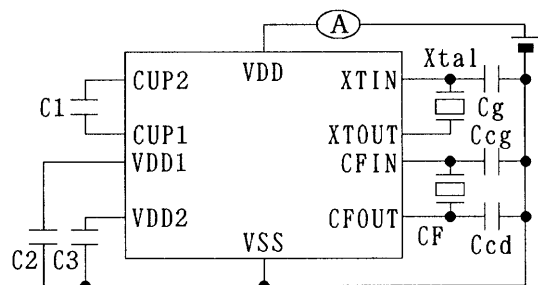 A
VDD
Xtal
CUP2
XTIN
C1
Cg
CUP1
XTOUT
Ccg
VDD1
CFIN
VDD2
CFOUT
VSS
CF
Ccd
C2
C3